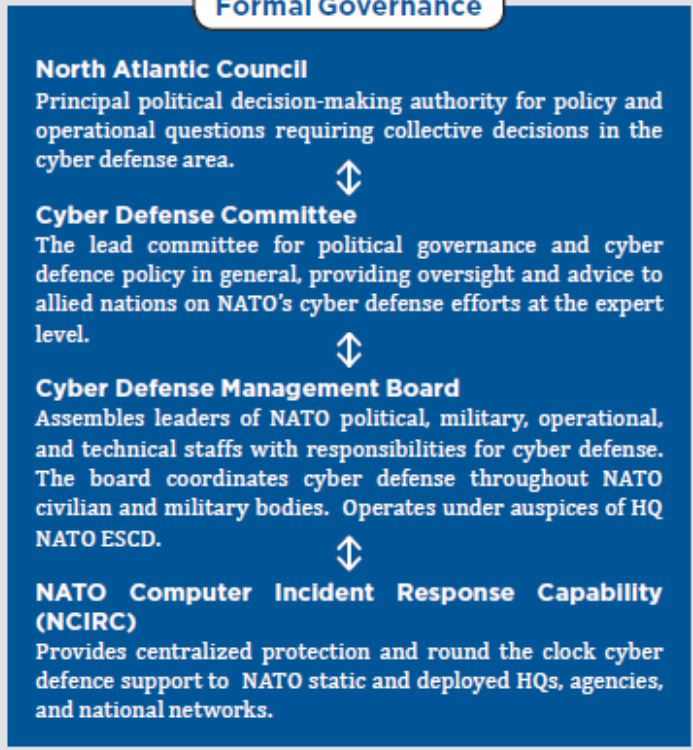 Formal Governance
North Atlantic Council
Principal political decision-making authority for policy and
operational questions requiring collective decisions in the
cyber defense area.
Cyber Defense Committee
The lead committee for political governance and cyber
defence policy in general, providing oversight and advice to
allied nations on NATO's cyber defense efforts at the expert
level.
Cyber Defense Management Board
Assembles leaders of NATO political, military, operational,
and technical staffs with responsibilities for cyber defense.
The board coordinates cyber defense throughout NATO
civilian and military bodies. Operates under auspices of HQ
NATO ESCD.
NATO Computer Incident Response Capability
(NCIRC)
Provides centralized protection and round the clock cyber
defence support to NATO static and deployed HQs, agencies,
and national networks.